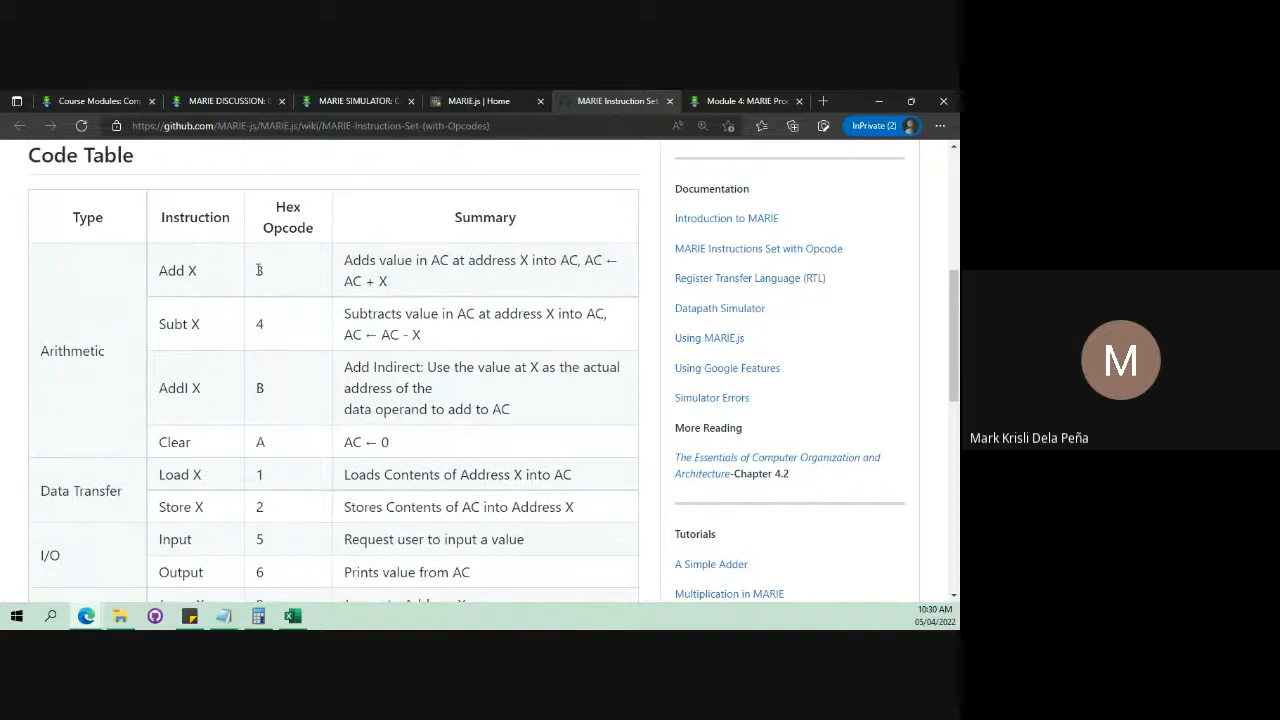 Course Modules: Com
MARIE DISCUSSION: C
MARIE SIMULATOR: C
MARIE.js | Home
MARIE Instruction Set
Module 4: MARIE Pro
https://github.com/MARIE-js/MARIE.js/wiki/MARIE-Instruction-Set-(with-Opcodes)
InPrivate (2)
Code Table
Type
Instruction
Hex
Opcode
Summary
Arithmetic
Add X
3
Adds value in AC at address X into AC, AC ←
AC + X
Subt X
4
Subtracts value in AC at address X into AC,
AC ← AC - X
AddI X
B
Add Indirect: Use the value at X as the actual
address of the
data operand to add to AC
Clear
A
AC ← 0
Data Transfer
Load X
1
Loads Contents of Address X into AC
Store X
2
Stores Contents of AC into Address X
I/O
Input
5
Request user to input a value
Output
6
Prints value from AC
Documentation
Introduction to MARIE
MARIE Instructions Set with Opcode
Register Transfer Language (RTL)
Datapath Simulator
Using MARIE.js
Using Google Features
Simulator Errors
More Reading
The Essentials of Computer Organization and
Architecture-Chapter 4.2
Tutorials
A Simple Adder
Multiplication in MARIE
10:30 AM
05/04/2022
M
Mark Krisli Dela Peña